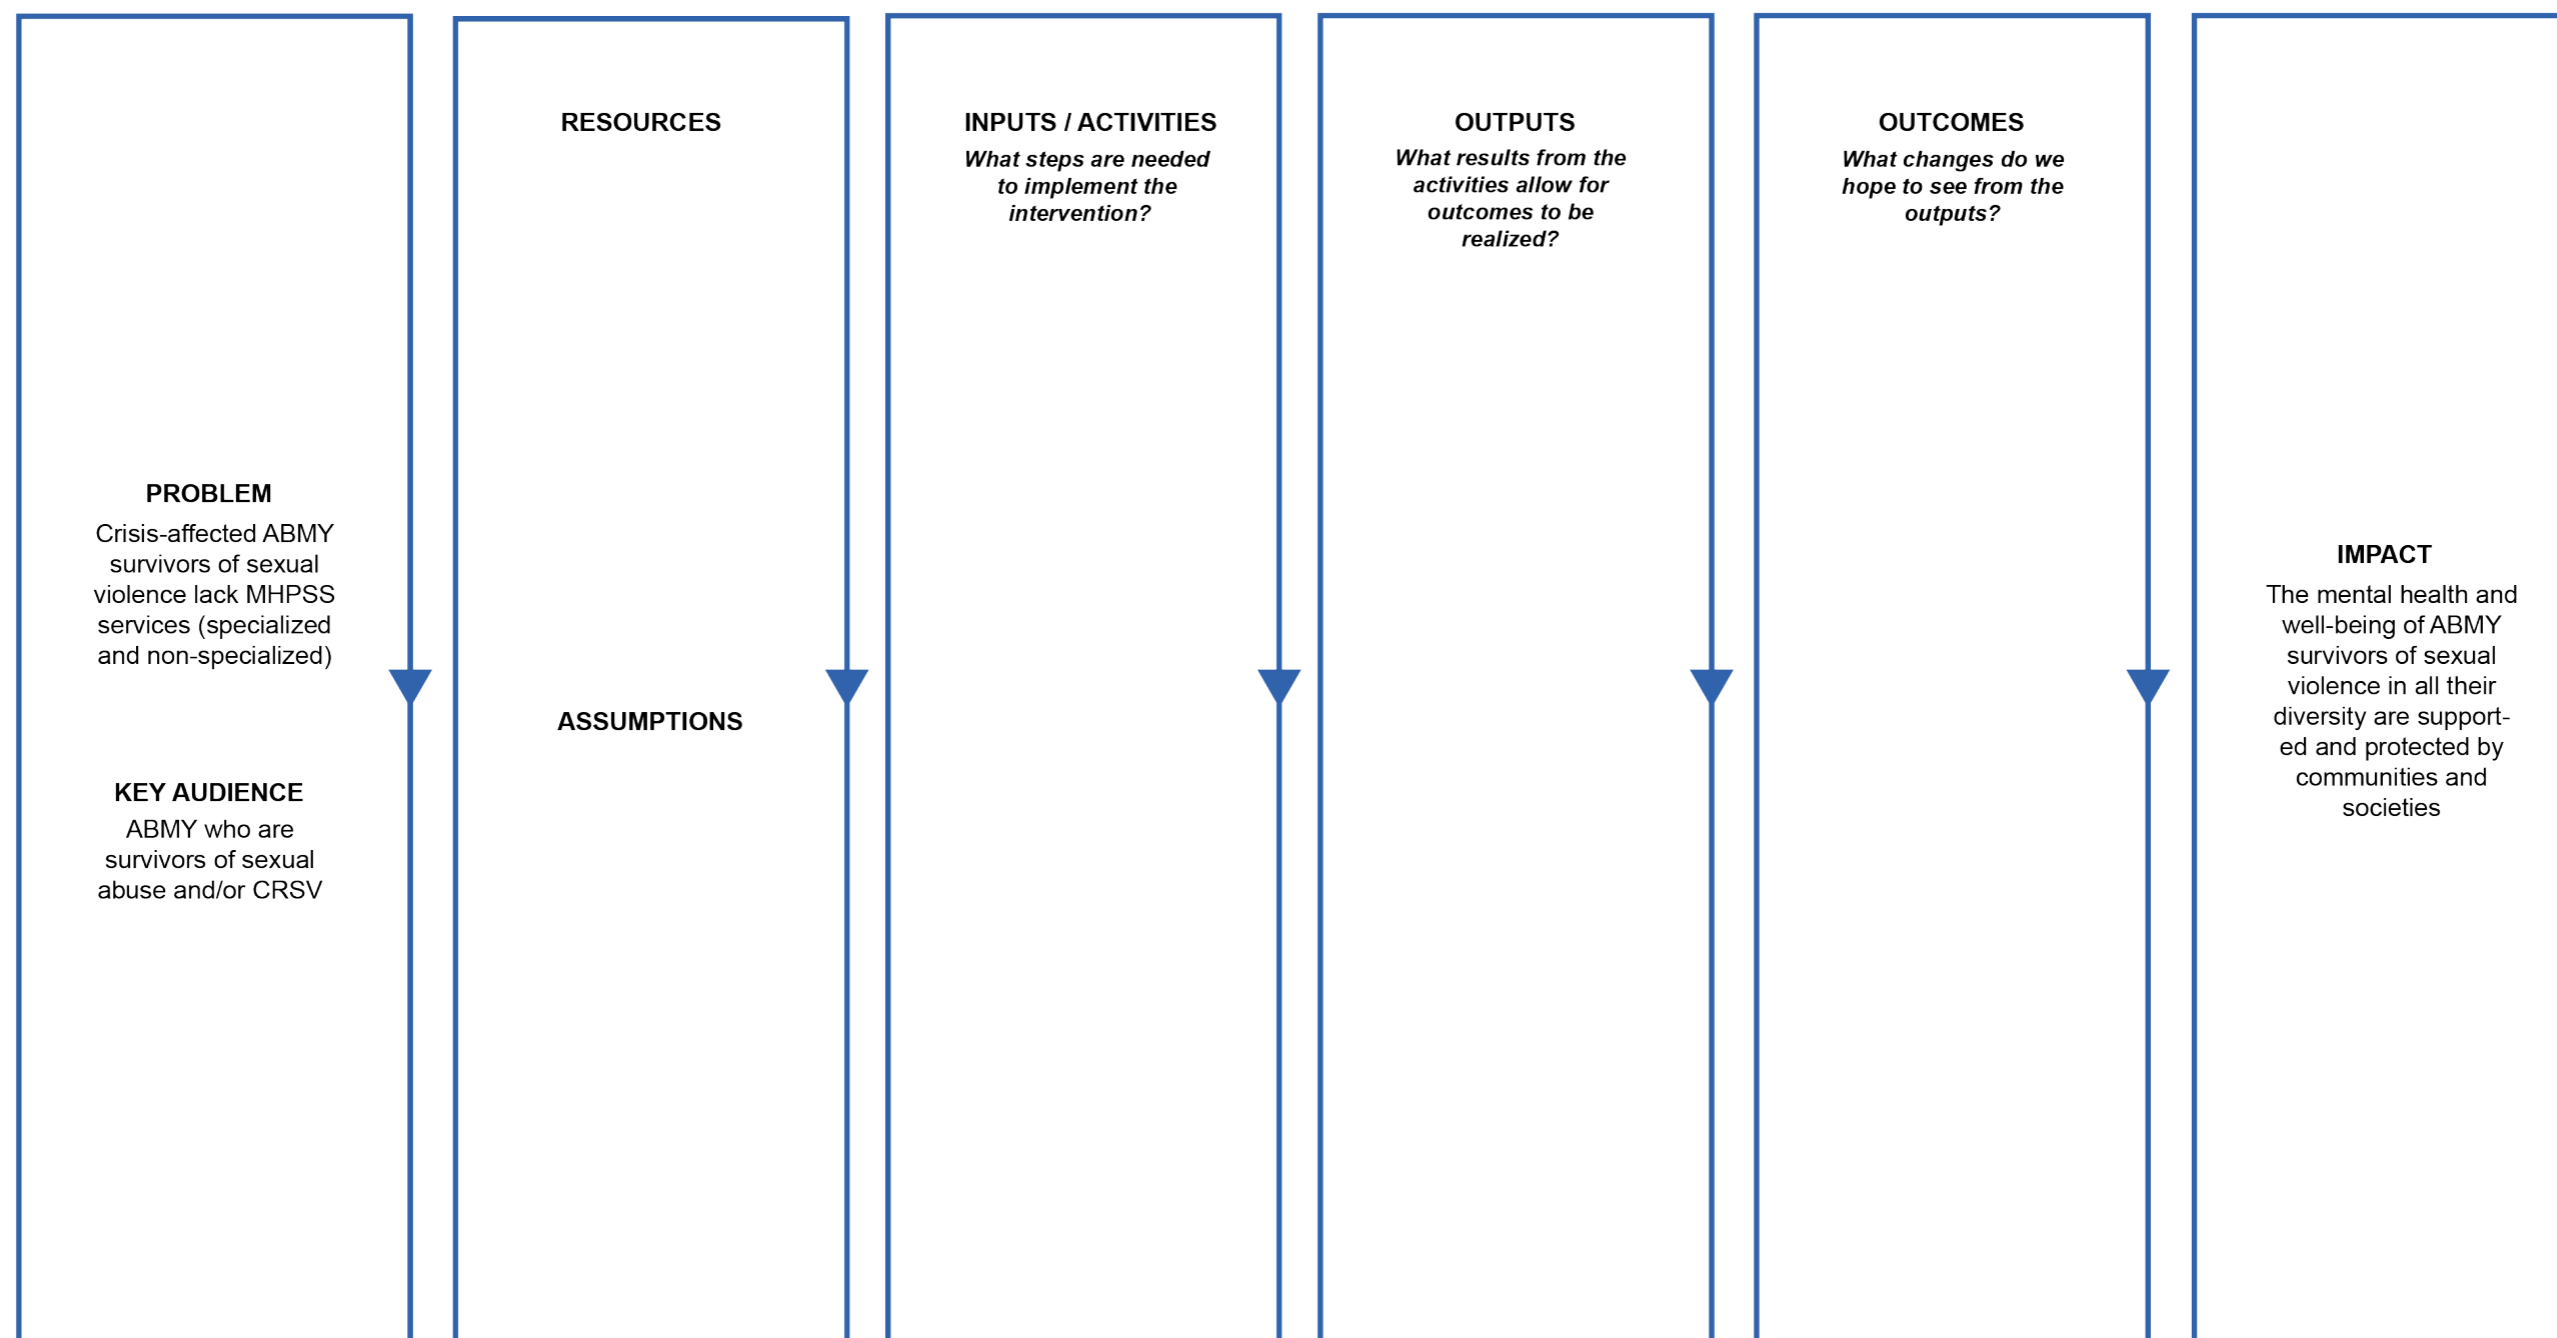 PROBLEM
Crisis-affected ABMY
survivors of sexual
violence lack MHPSS
services (specialized
and non-specialized)
KEY AUDIENCE
ABMY who are
survivors of sexual
abuse and/or CRSV
RESOURCES
ASSUMPTIONS
INPUTS / ACTIVITIES
What steps are needed
to implement the
intervention?
OUTPUTS
What results from the
activities allow for
outcomes to be
realized?
OUTCOMES
What changes do we
hope to see from the
outputs?
IMPACT
The mental health and
well-being of ABMY
survivors of sexual
violence in all their
diversity are support-
ed and protected by
communities and
societies